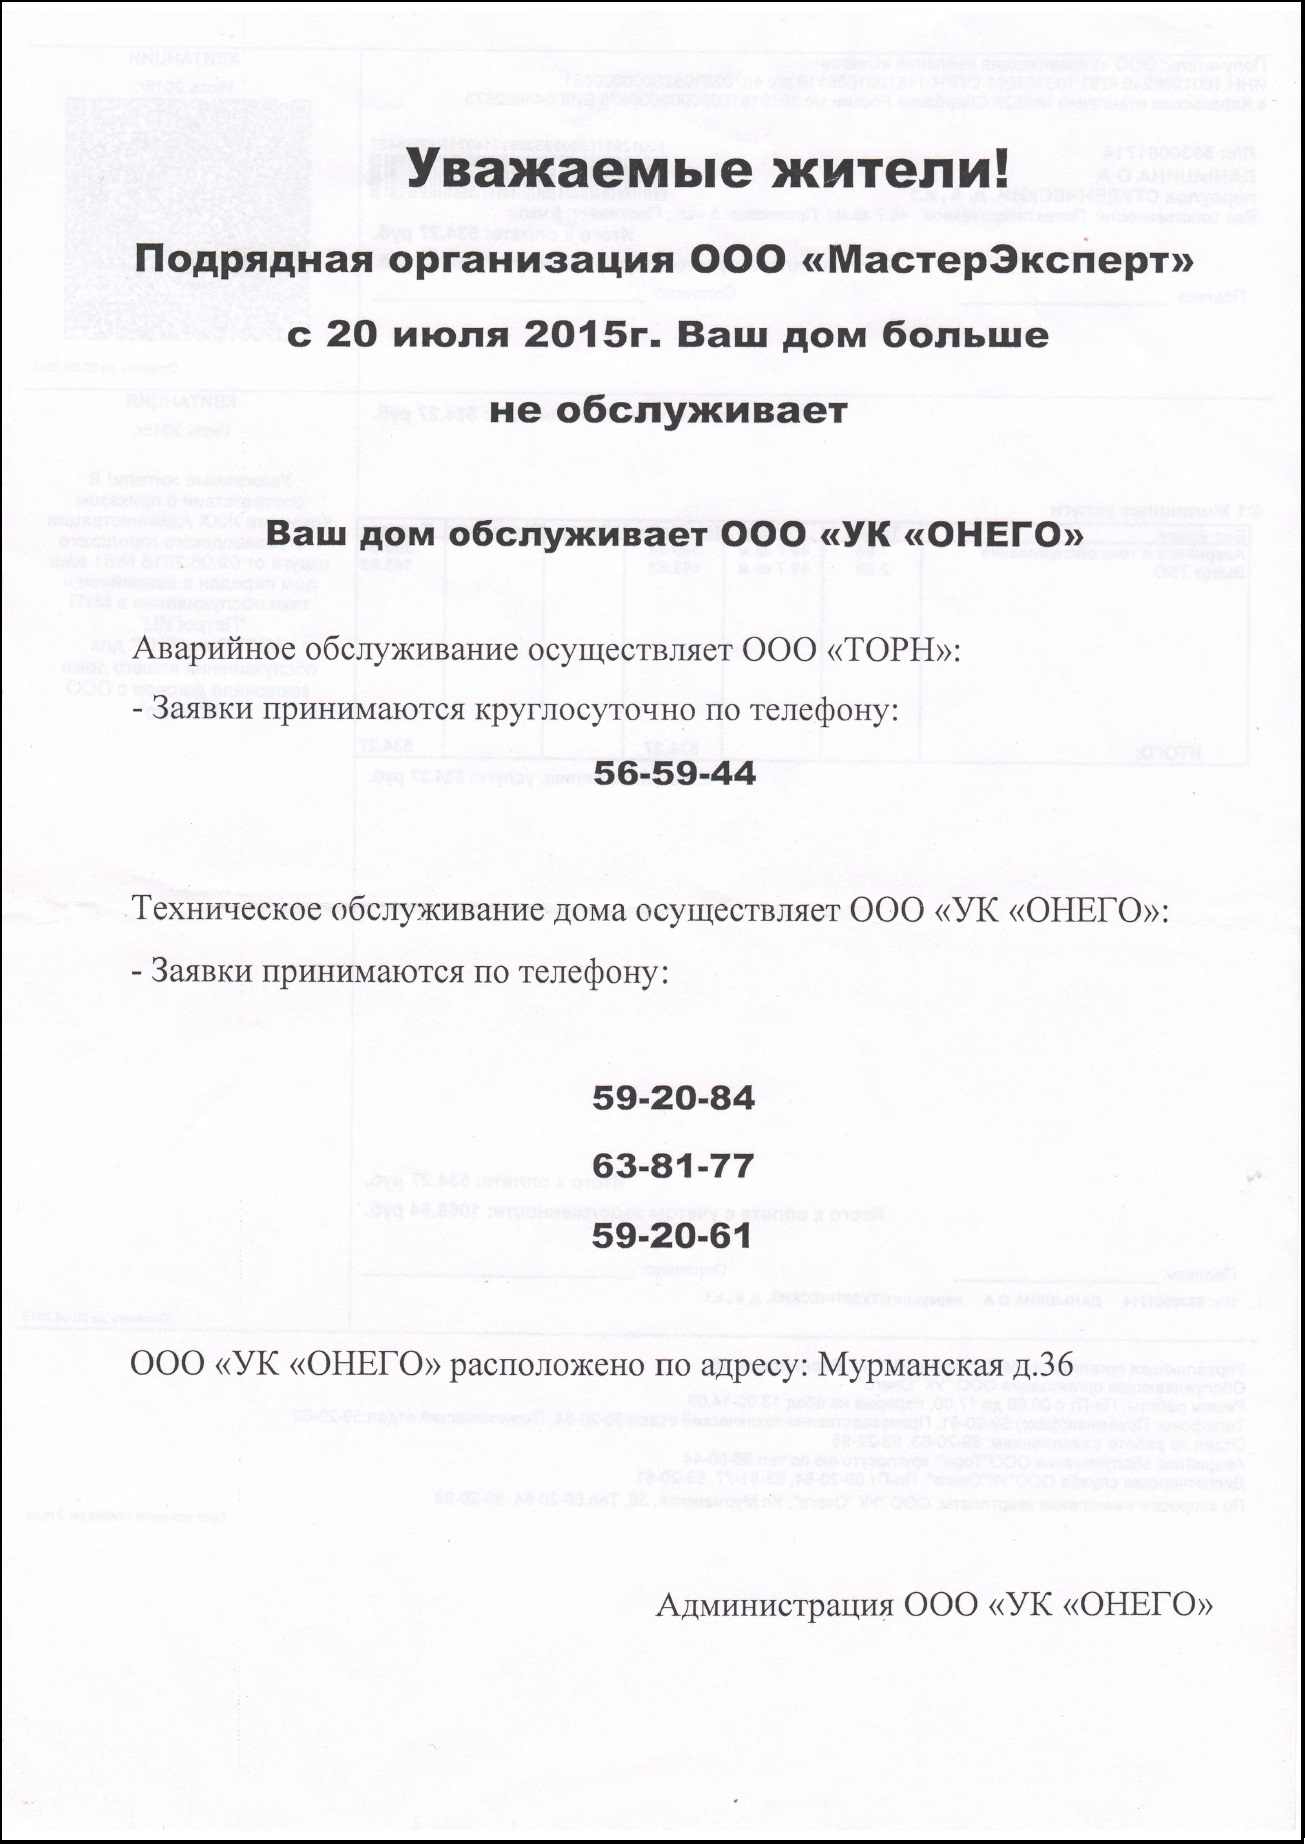 Уважаемые жители!
Подрядная организация ООО «МастерЭксперт»
с 20 июля 2015г. Ваш дом больше
не обслуживает
Ваш дом обслуживает ООО «УК «ОНЕГО»
Аварийное обслуживание осуществляет ООО «ТОРН»:
- Заявки принимаются круглосуточно по телефону:
56-59-44
Техническое обслуживание дома осуществляет ООО «УК «ОНЕГО»:
- Заявки принимаются по телефону:
59-20-84
63-81-77
59-20-61
ООО «УК «ОНЕГО» расположено по адресу: Мурманская д.36
Администрация ООО «УК «ОНЕГО»